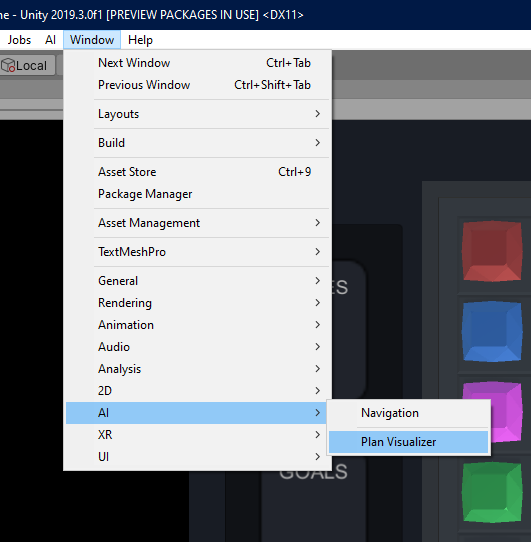 ne - Unity 2019.3.0f1 [PREVIEW PACKAGES IN USE] <DX11>
Jobs AI Window Help
Local
Next Window Ctrl+Tab
Previous Window Ctrl+Shift+Tab
Layouts
Build
Asset Store Ctrl+9
Package Manager
Asset Management
TextMeshPro
General
Rendering
Animation
Audio
Analysis
2D
AI
XR
UI
Navigation
Plan Visualizer
ES
GOALS